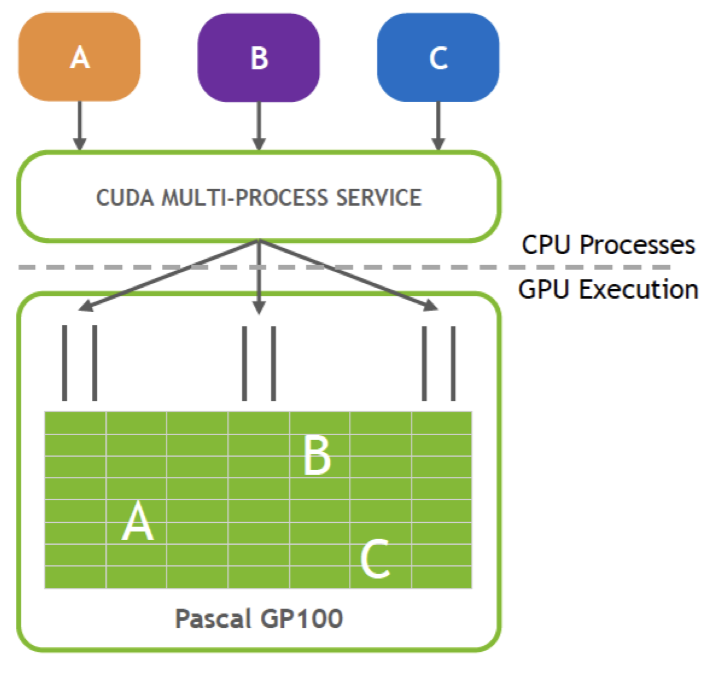 A
B
C
CUDA MULTI-PROCESS SERVICE
CPU Processes
GPU Execution
B
A
C
Pascal GP100